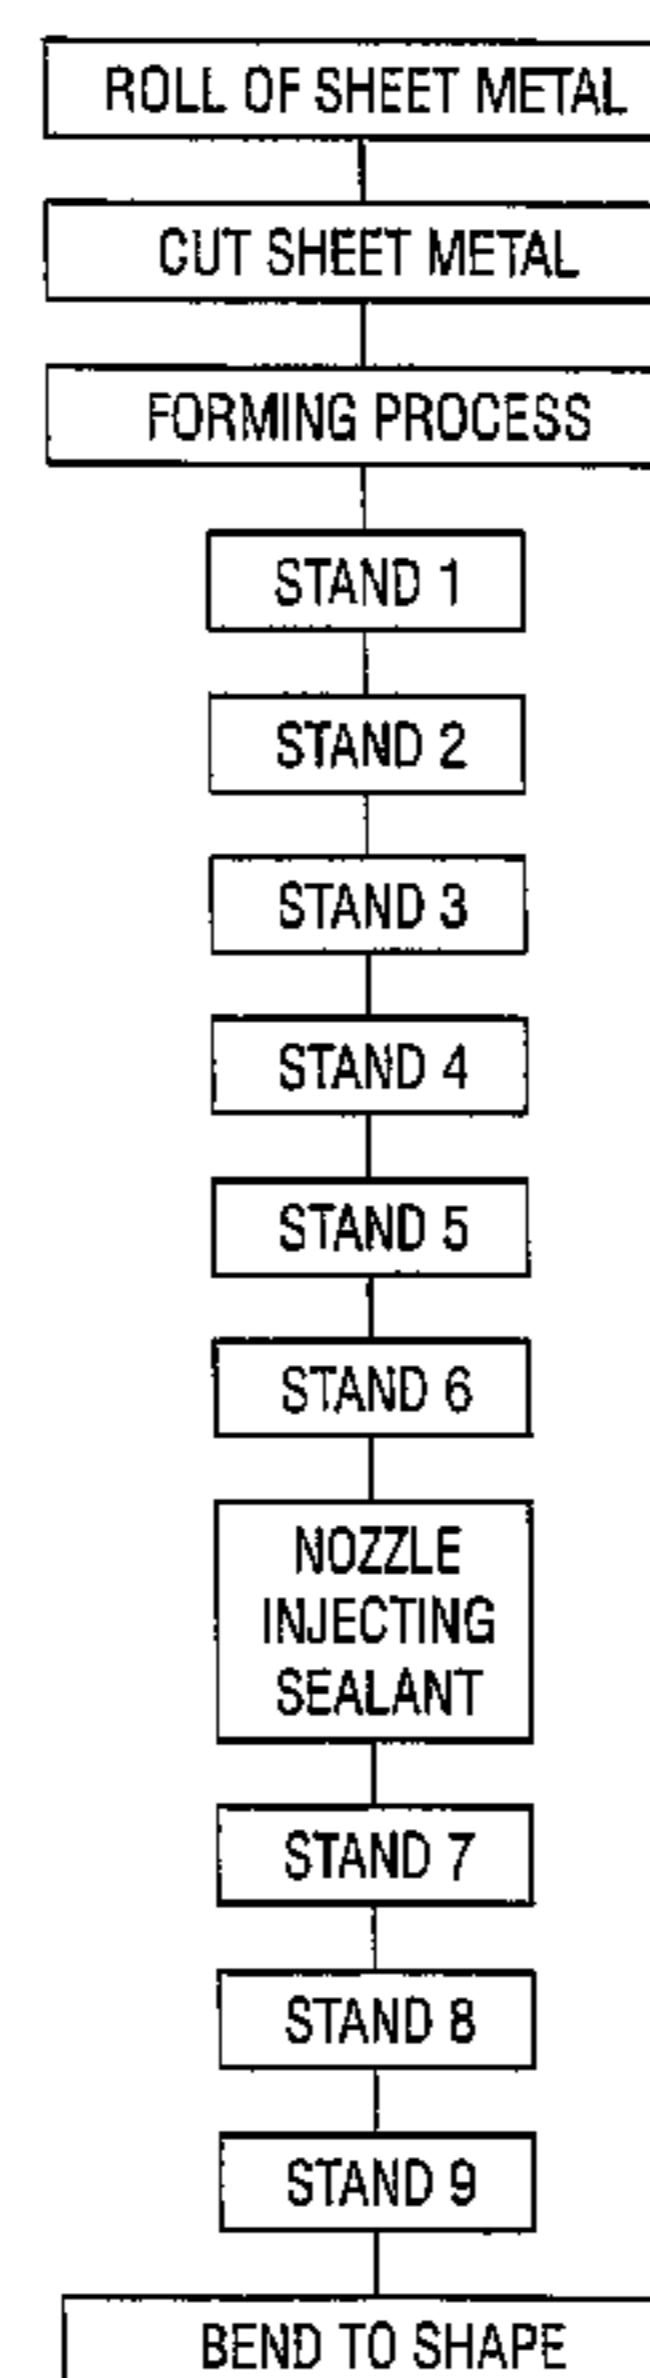 ROLL OF SHEET METAL
CUT SHEET METAL
FORMING PROCESS
STAND 1
STAND 2
STAND 3
STAND 4
STAND 5
STAND 6
NOZZLE
INJECTING
SEALANT
STAND 7
STAND 8
STAND 9
BEND TO SHAPE